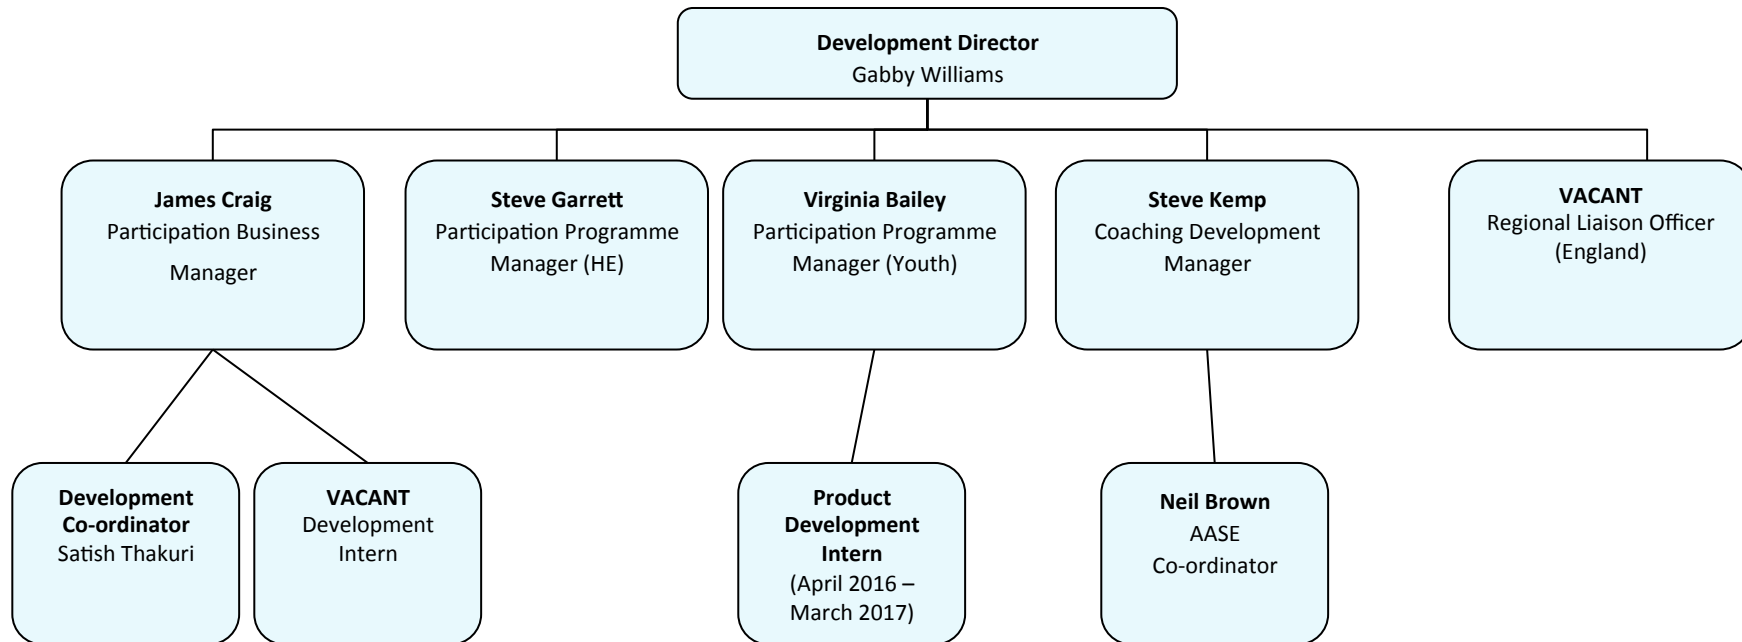 Development Director
Gabby Williams
James Craig
Participation Business
Manager
Steve Garrett
Participation Programme
Manager (HE)
Virginia Bailey
Participation Programme
Manager (Youth)
Steve Kemp
Coaching Development
Manager
VACANT
Regional Liaison Officer
(England)
Development
Co-ordinator
Satish Thakuri
VACANT
Development
Intern
Product
Development
Intern
(April 2016 –
March 2017)
Neil Brown
AASE
Co-ordinator